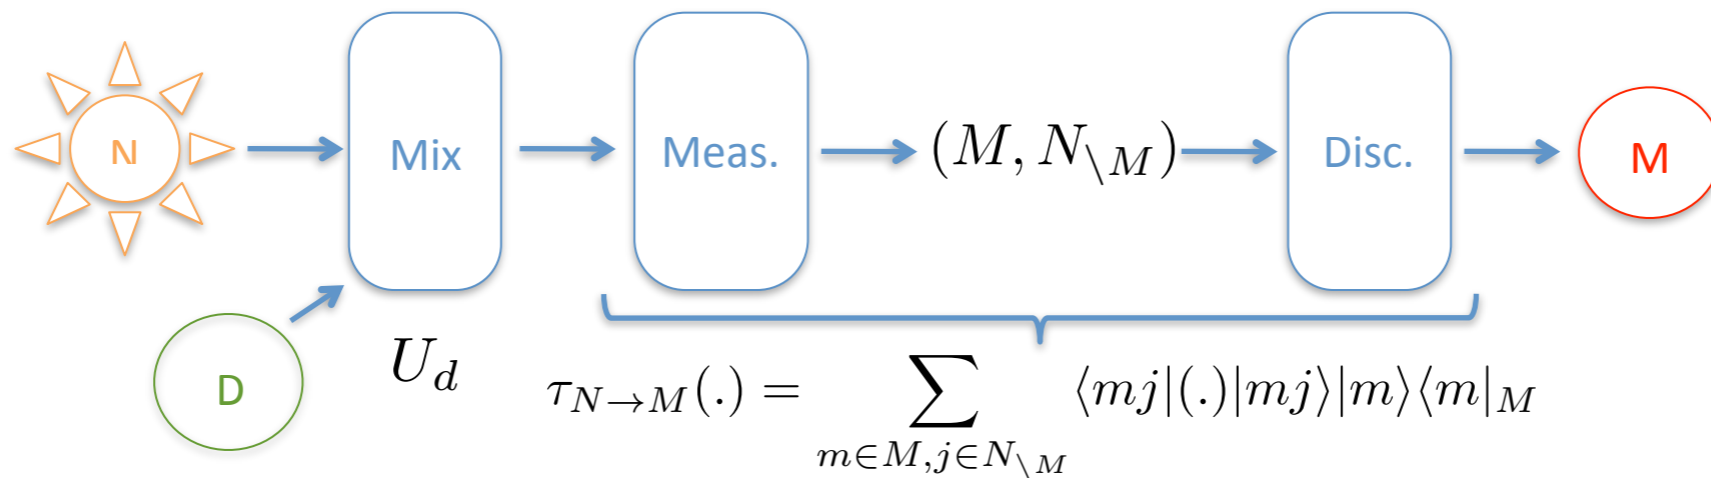 N Mix Meas. (M, N_{\M}) Disc. M
D U_d
τ_{N→M}(.) = ∑_{m∈M, j∈N_{\M}} ⟨mj|(.)|mj⟩|m⟩⟨m|_M